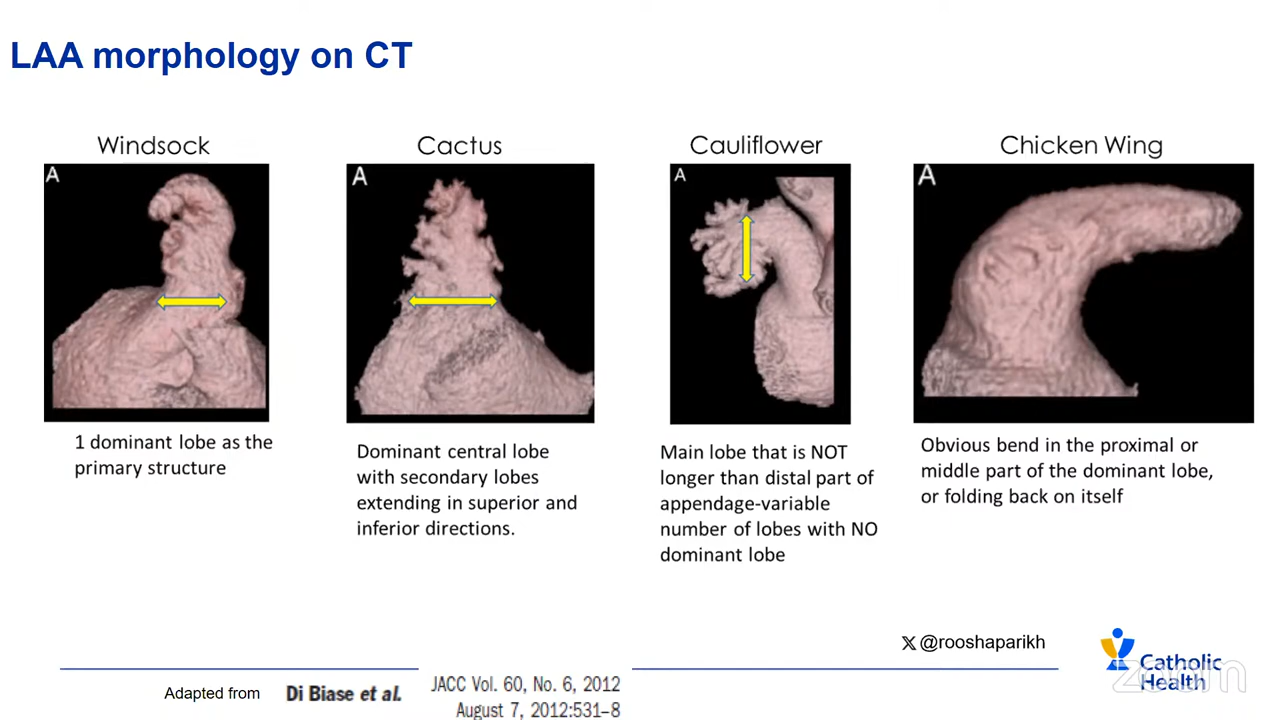 LAA morphology on CT
Windsock
A
1 dominant lobe as the
primary structure
Cactus
A
Dominant central lobe
with secondary lobes
extending in superior and
inferior directions.
Cauliflower
A
Main lobe that is NOT
longer than distal part of
appendage-variable
number of lobes with NO
dominant lobe
Chicken Wing
A
Obvious bend in the proximal or
middle part of the dominant lobe,
or folding back on itself
X @rooshaparikh
Catholic
Health
zoom
Adapted from
Di Biase et al.
JACC Vol. 60, No. 6, 2012
August 7, 2012:531–8